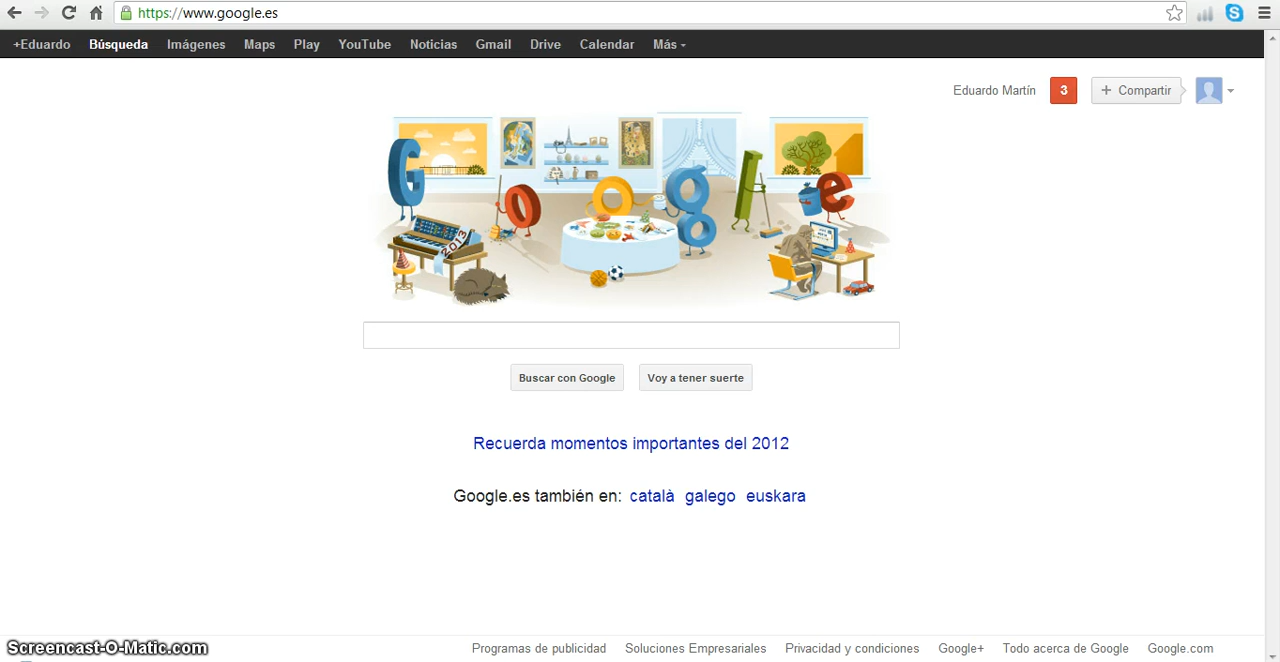 https://www.google.es
+Eduardo Búsqueda Imágenes Maps Play YouTube Noticias Gmail Drive Calendar Más
Eduardo Martín 3 + Compartir
Google
2013
Buscar con Google Voy a tener suerte
Recuerda momentos importantes del 2012
Google.es también en: català galego euskara
Screencast-O-Matic.com Programas de publicidad Soluciones Empresariales Privacidad y condiciones Google+ Todo acerca de Google Google.com